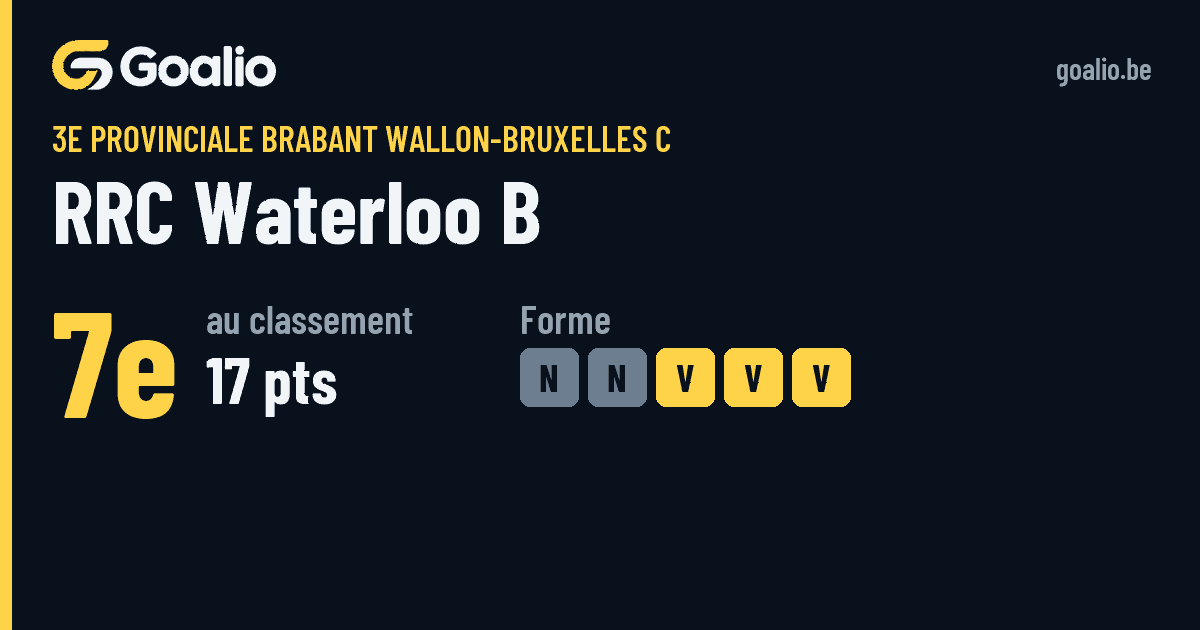 Goalio
goalio.be
3E PROVINCIALE BRABANT WALLON-BRUXELLES C
RRC Waterloo B
7e
au classement
17 pts
Forme
N N V V V